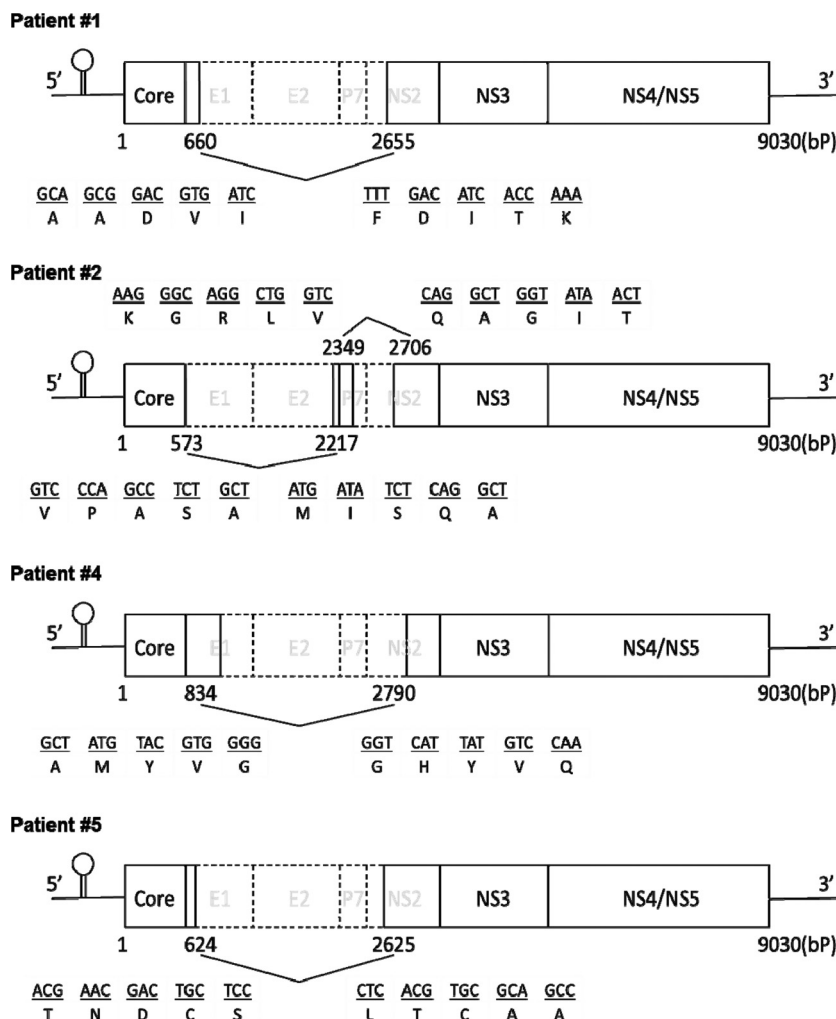 Patient #1
5’ Core E1 E2 P7 NS2 NS3 NS4/NS5 3’
1 660 2655 9030(bP)
GCA GCG GAC GTG ATC TTT GAC ATC ACC AAA
A A D V I F D I T K
Patient #2
AAG GGC AGG CTG GTC CAG GCT GGT ATA ACT
K G R L V Q A G I T
2349 2706
5’ Core E1 E2 P7 NS2 NS3 NS4/NS5 3’
1 573 2217 9030(bP)
GTC CCA GCC TCT GCT ATG ATA TCT CAG GCT
V P A S A M I S Q A
Patient #4
5’ Core E1 E2 P7 NS2 NS3 NS4/NS5 3’
1 834 2790 9030(bP)
GCT ATG TAC GTG GGG GGT CAT TAT GTC CAA
A M Y V G G H Y V Q
Patient #5
5’ Core E1 E2 P7 NS2 NS3 NS4/NS5 3’
1 624 2625 9030(bP)
ACG AAC GAC TGC TCC CTC ACG TGC GCA GCC
T N D C S L T C A A